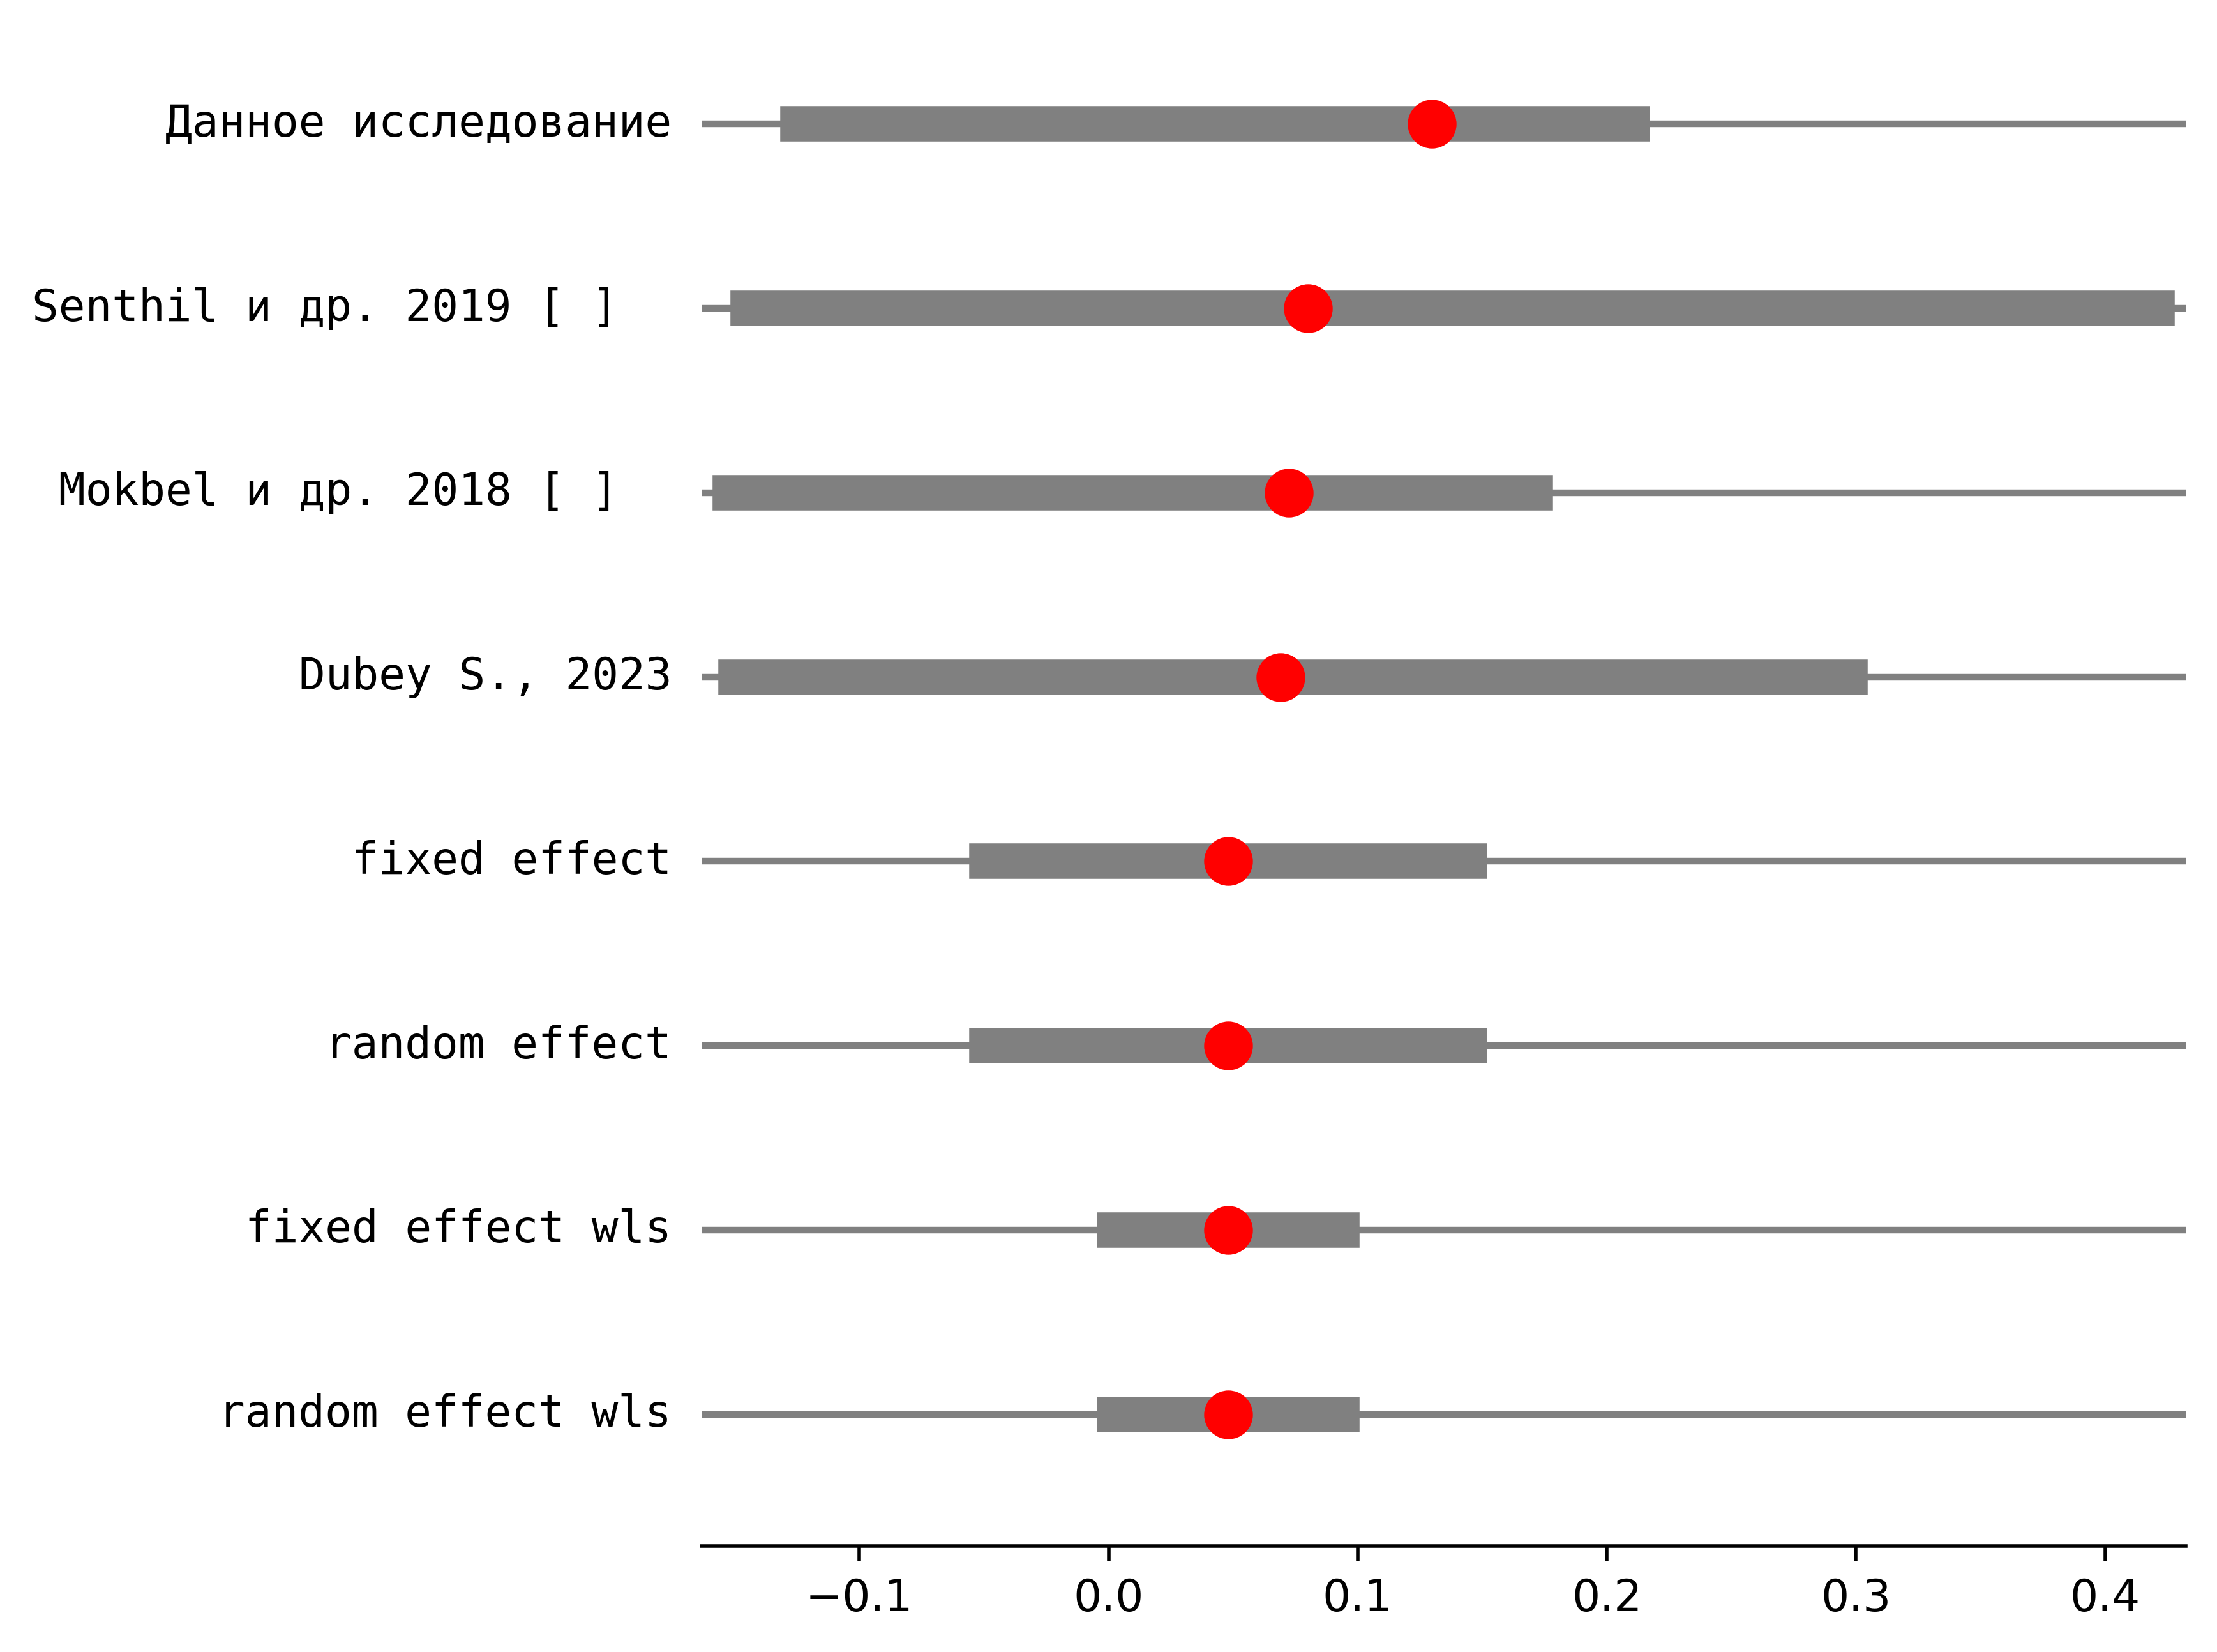 Данное исследование
Senthil и др. 2019 [ ]
Mokbel и др. 2018 [ ]
Dubey S., 2023
fixed effect
random effect
fixed effect wls
random effect wls
−0.1 0.0 0.1 0.2 0.3 0.4